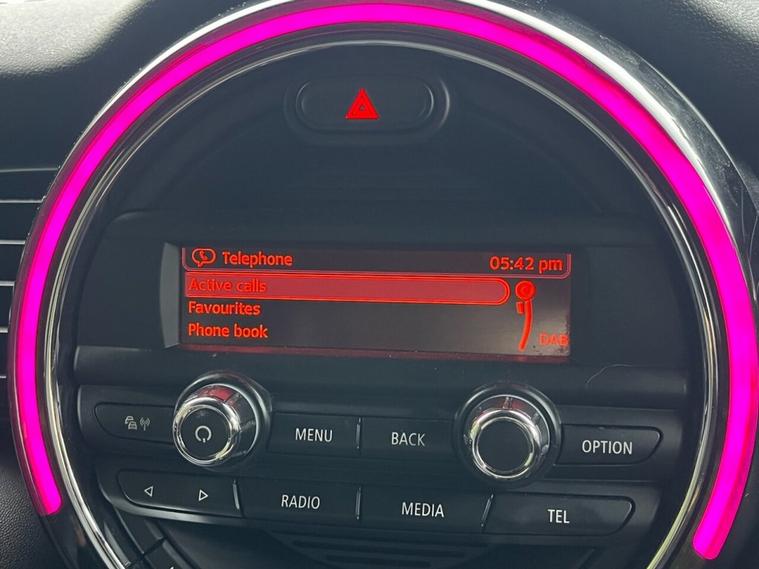 Telephone 05:42 pm
Active calls
Favourites
Phone book
DAB
MENU BACK OPTION
RADIO MEDIA TEL